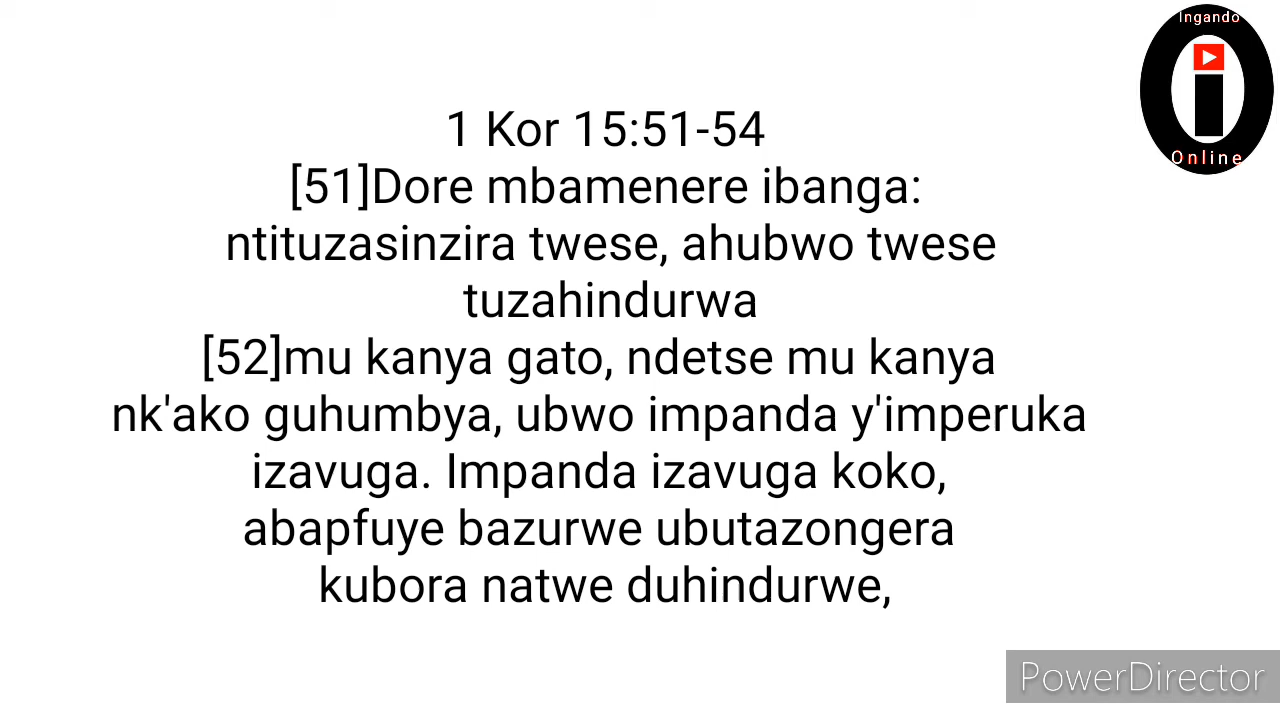 Ingando
i
Online
1 Kor 15:51-54
[51]Dore mbamenere ibanga:
ntituzasinzira twese, ahubwo twese
tuzahindurwa
[52]mu kanya gato, ndetse mu kanya
nk'ako guhumbya, ubwo impanda y'imperuka
izavuga. Impanda izavuga koko,
abapfuye bazurwe ubutazongera
kubora natwe duhindurwe,
PowerDirector